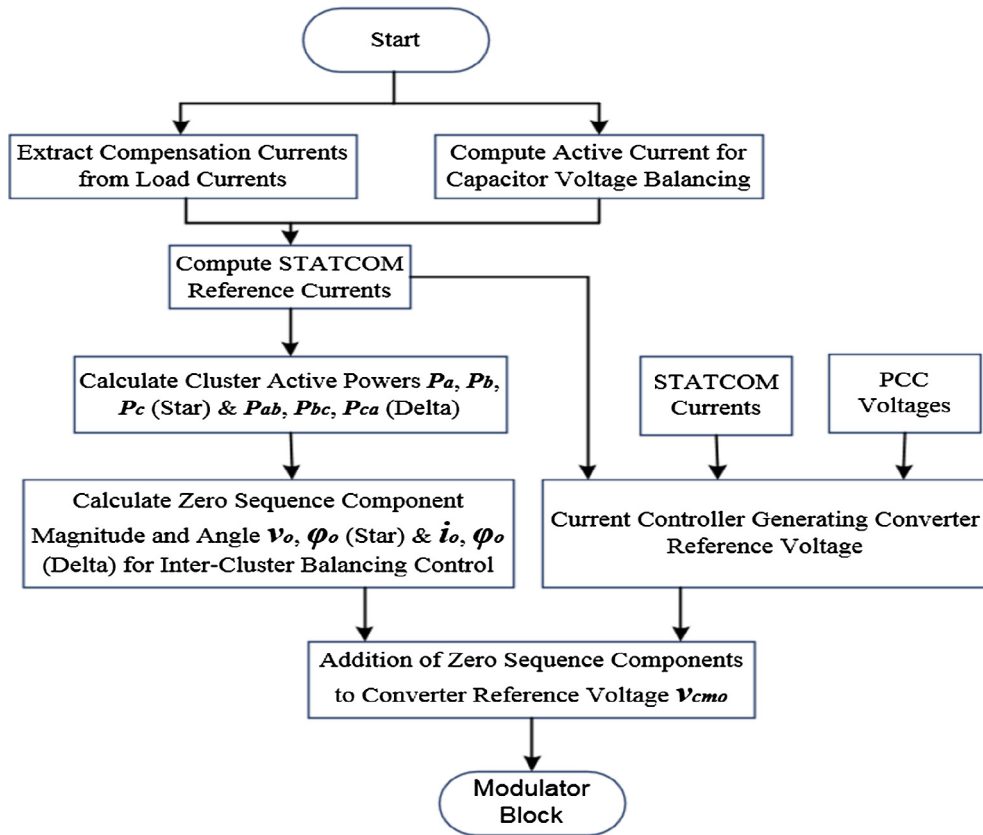 Start
Extract Compensation Currents
from Load Currents
Compute Active Current for
Capacitor Voltage Balancing
Compute STATCOM
Reference Currents
Calculate Cluster Active Powers Pa, Pb,
Pc (Star) & Pab, Pbc, Pca (Delta)
STATCOM
Currents
PCC
Voltages
Calculate Zero Sequence Component
Magnitude and Angle vo, φo (Star) & io, φo
(Delta) for Inter-Cluster Balancing Control
Current Controller Generating Converter
Reference Voltage
Addition of Zero Sequence Components
to Converter Reference Voltage vcmo
Modulator
Block